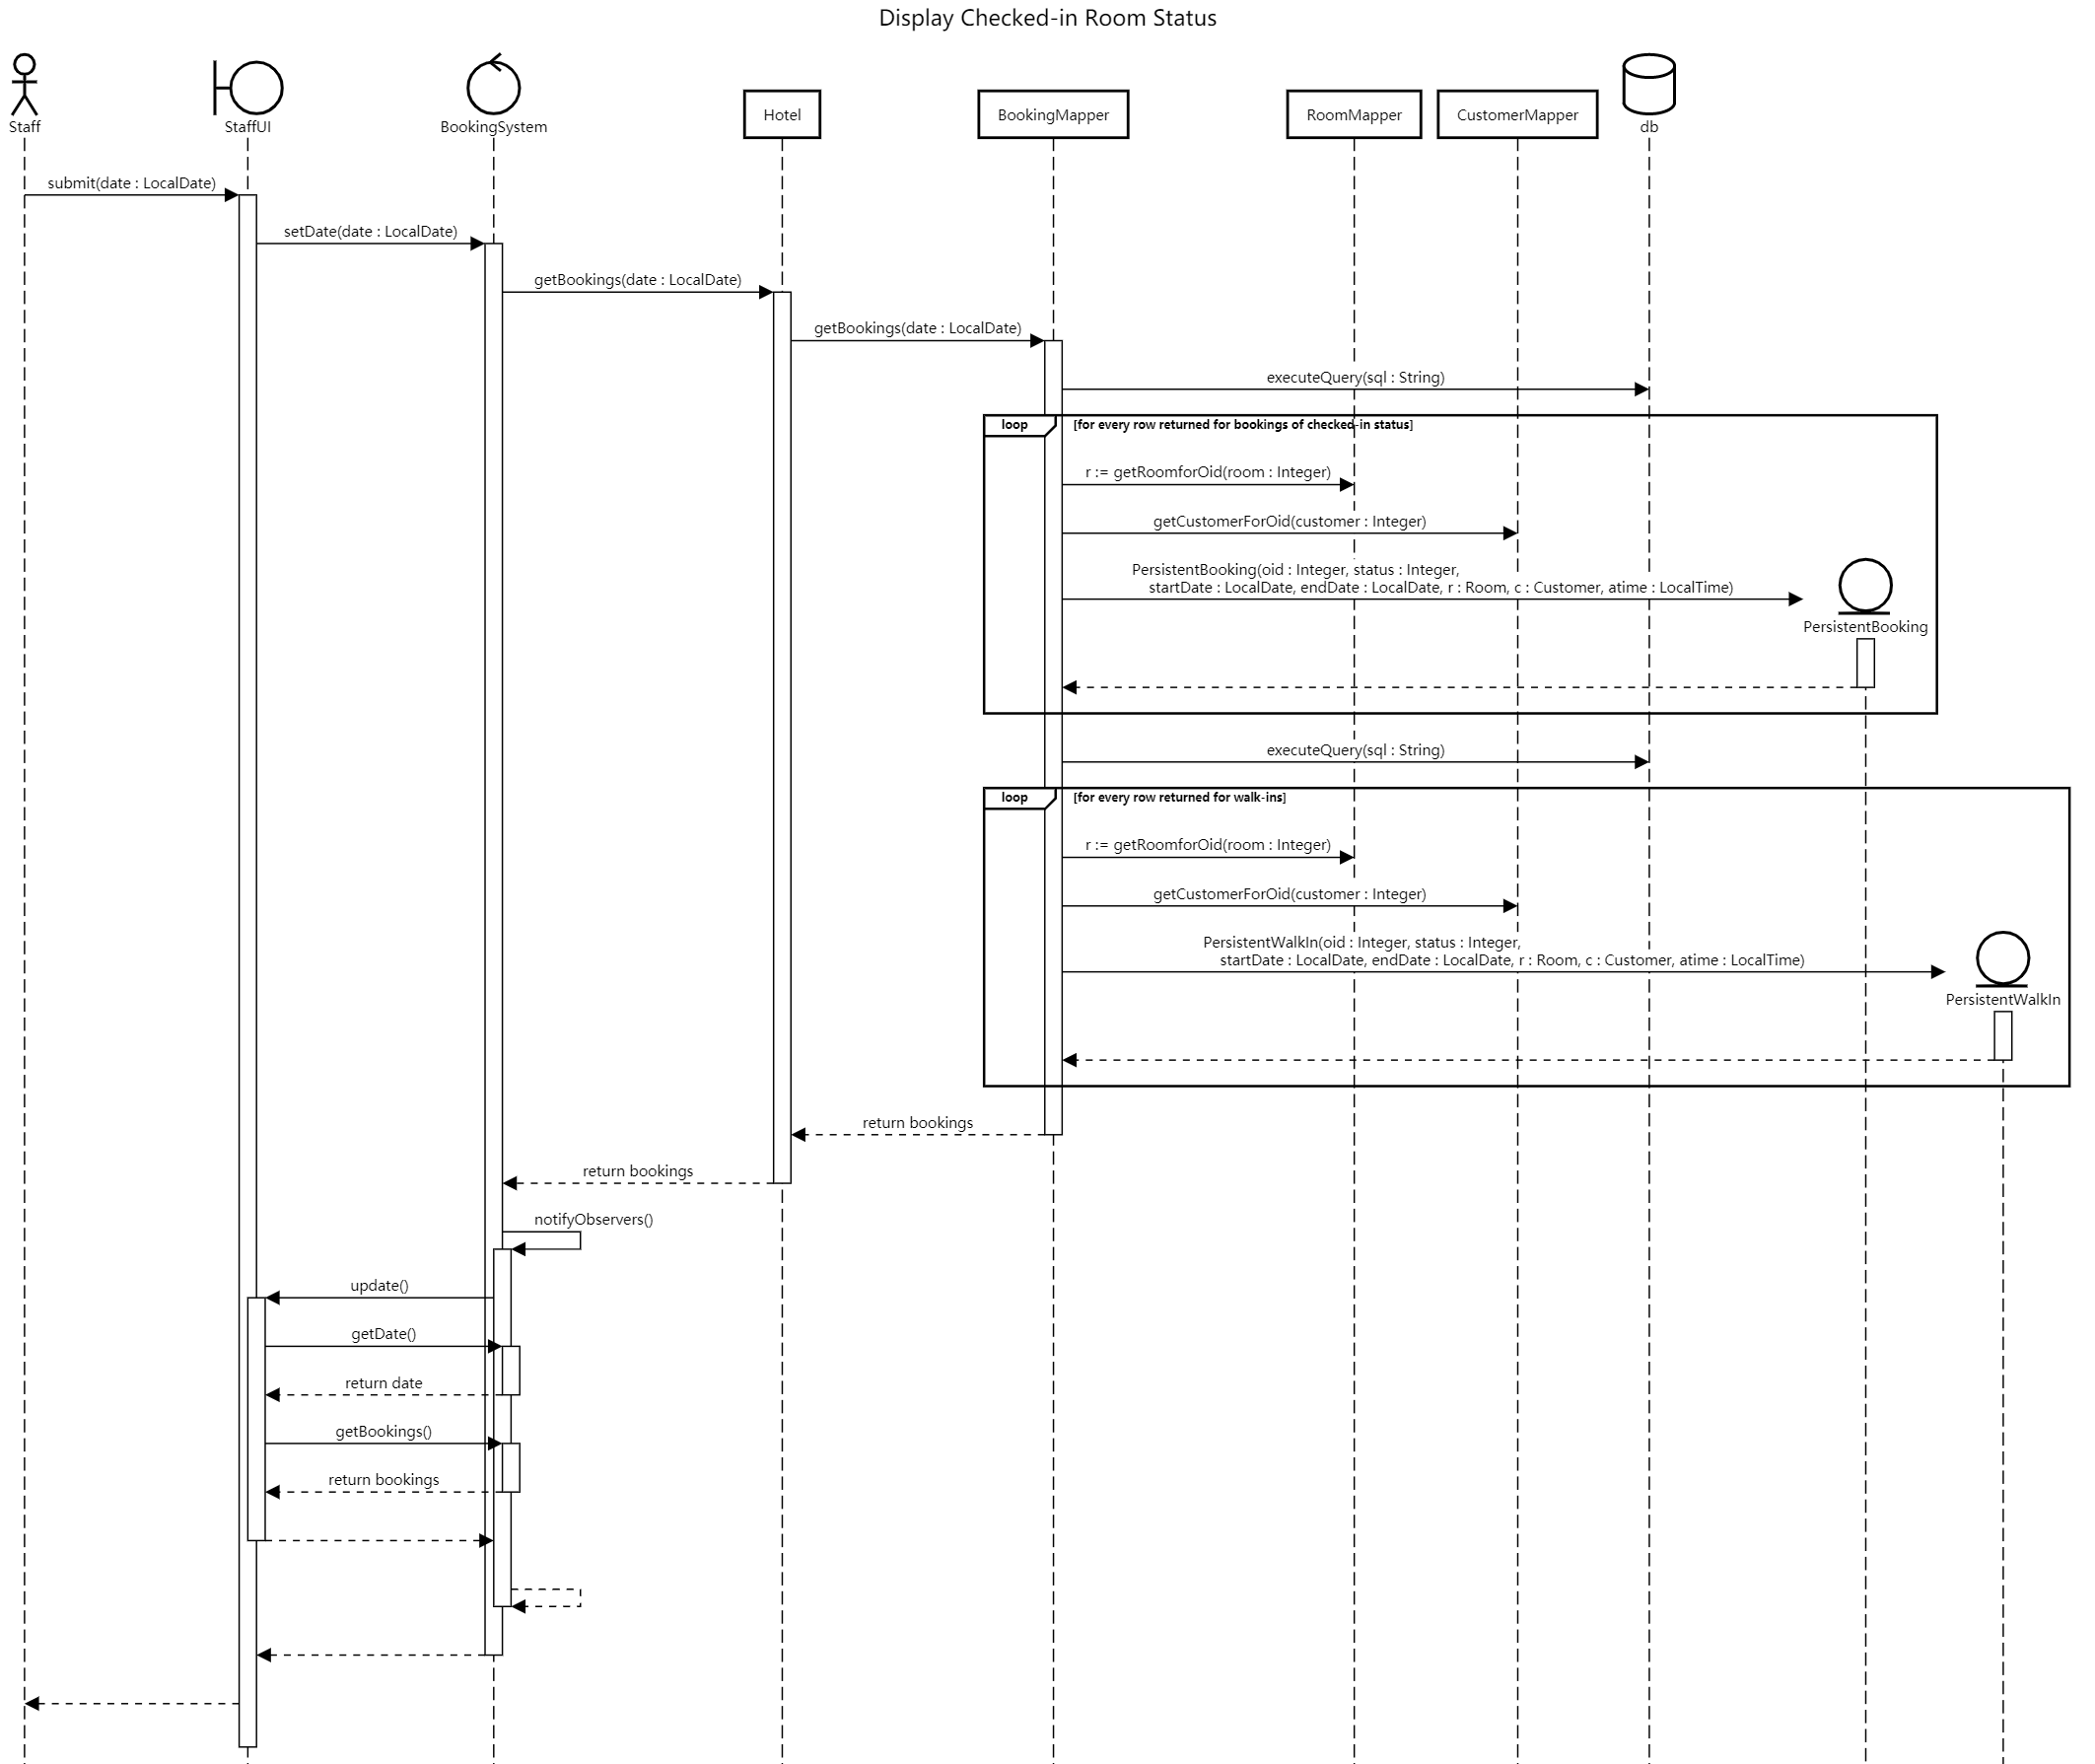 Display Checked-in Room Status
Staff
StaffUI
BookingSystem
Hotel
BookingMapper
RoomMapper
CustomerMapper
db
submit(date : LocalDate)
setDate(date : LocalDate)
getBookings(date : LocalDate)
getBookings(date : LocalDate)
executeQuery(sql : String)
loop
[for every row returned for bookings of checked-in status]
r := getRoomforOid(room : Integer)
getCustomerForOid(customer : Integer)
PersistentBooking(oid : Integer, status : Integer,
startDate : LocalDate, endDate : LocalDate, r : Room, c : Customer, atime : LocalTime)
PersistentBooking
executeQuery(sql : String)
loop
[for every row returned for walk-ins]
r := getRoomforOid(room : Integer)
getCustomerForOid(customer : Integer)
PersistentWalkIn(oid : Integer, status : Integer,
startDate : LocalDate, endDate : LocalDate, r : Room, c : Customer, atime : LocalTime)
PersistentWalkIn
return bookings
return bookings
notifyObservers()
update()
getDate()
return date
getBookings()
return bookings